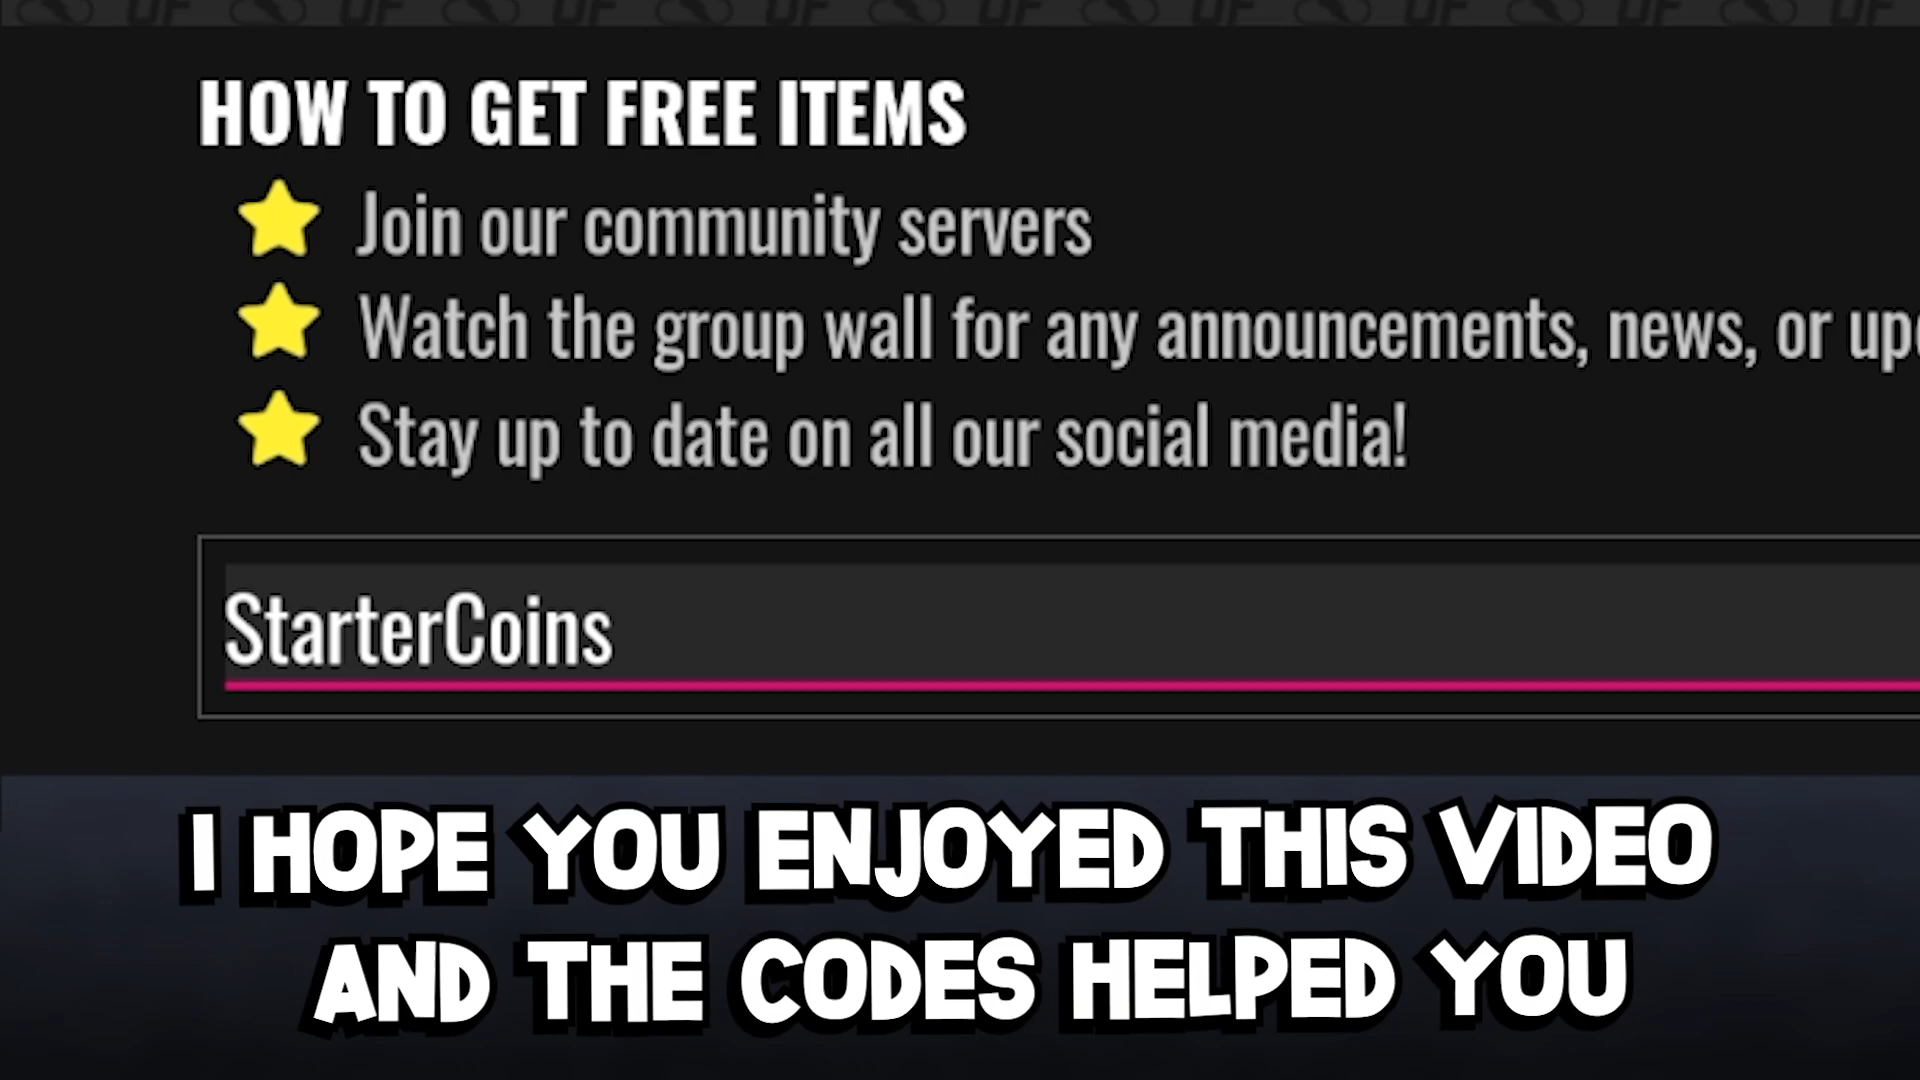 HOW TO GET FREE ITEMS
Join our community servers
Watch the group wall for any announcements, news, or
Stay up to date on all our social media!
StarterCoins
I HOPE YOU ENJOYED THIS VIDEO
AND THE CODES HELPED YOU